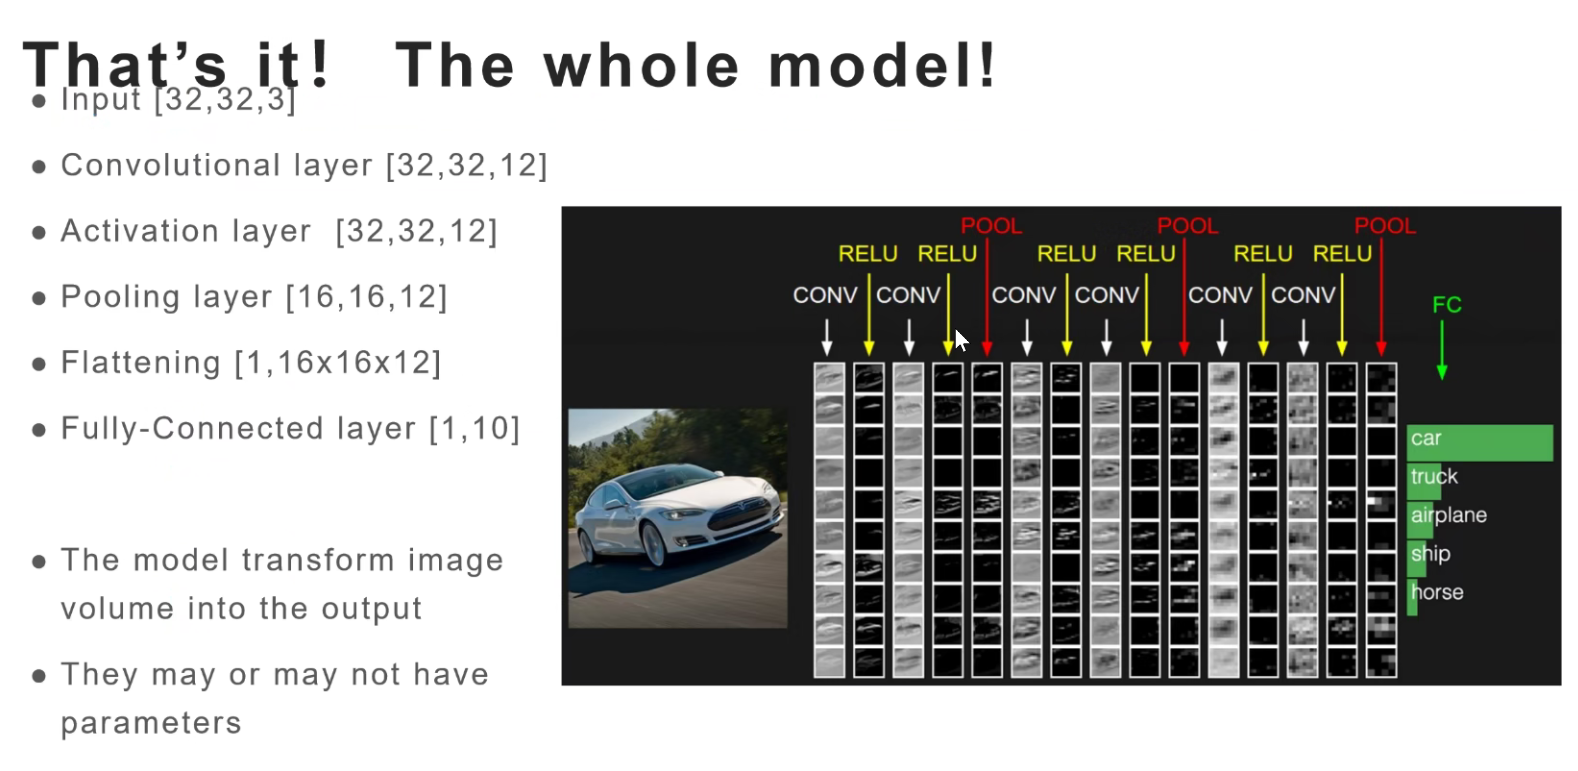 That’s it!   The whole model!
● Input [32,32,3]
● Convolutional layer [32,32,12]
● Activation layer  [32,32,12]
● Pooling layer [16,16,12]
● Flattening [1,16x16x12]
● Fully-Connected layer [1,10]
● The model transform image
volume into the output
● They may or may not have
parameters
POOL POOL POOL
RELU RELU RELU RELU RELU RELU
CONV CONV CONV CONV CONV CONV
FC
car
truck
airplane
ship
horse